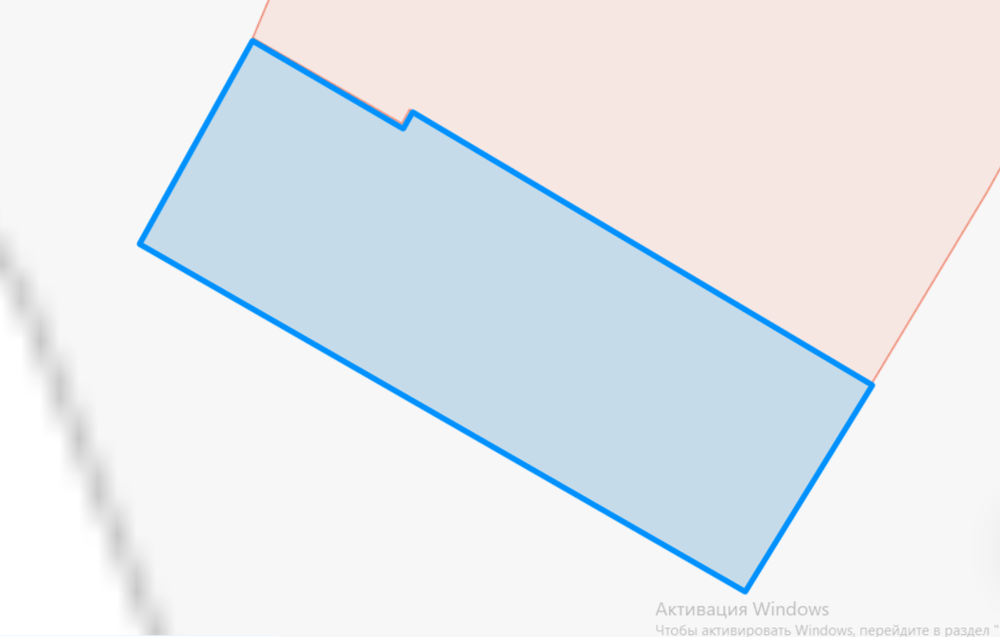 Активация Windows
Чтобы активировать Windows, перейдите в раздел "